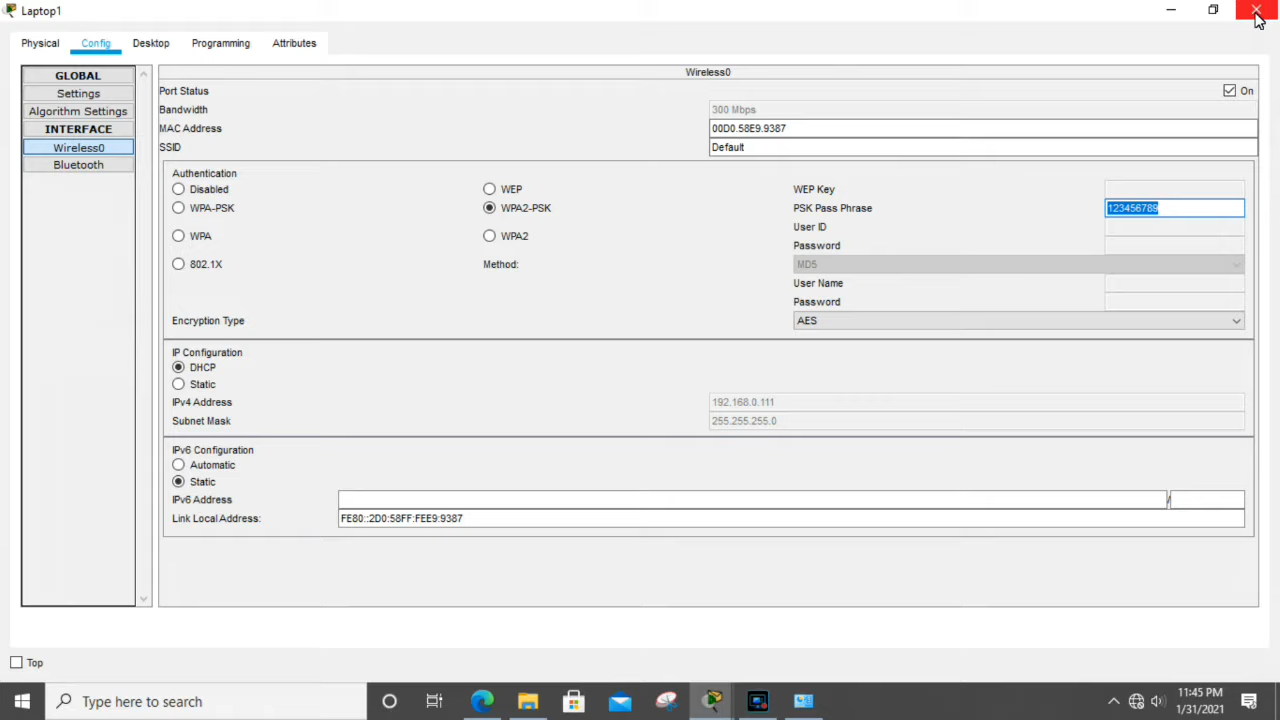 Laptop1
Physical Config Desktop Programming Attributes
GLOBAL
Settings
Algorithm Settings
INTERFACE
Wireless0
Bluetooth
Wireless0
Port Status On
Bandwidth 300 Mbps
MAC Address 00D0.58E9.9387
SSID Default
Authentication
Disabled WEP WEP Key
WPA-PSK WPA2-PSK PSK Pass Phrase 123456789
User ID
WPA WPA2 Password
802.1X Method: MD5
User Name
Password
Encryption Type AES
IP Configuration
DHCP
Static
IPv4 Address 192.168.0.111
Subnet Mask 255.255.255.0
IPv6 Configuration
Automatic
Static
IPv6 Address /
Link Local Address: FE80::2D0:58FF:FEE9:9387
Top
Type here to search
11:45 PM
1/31/2021